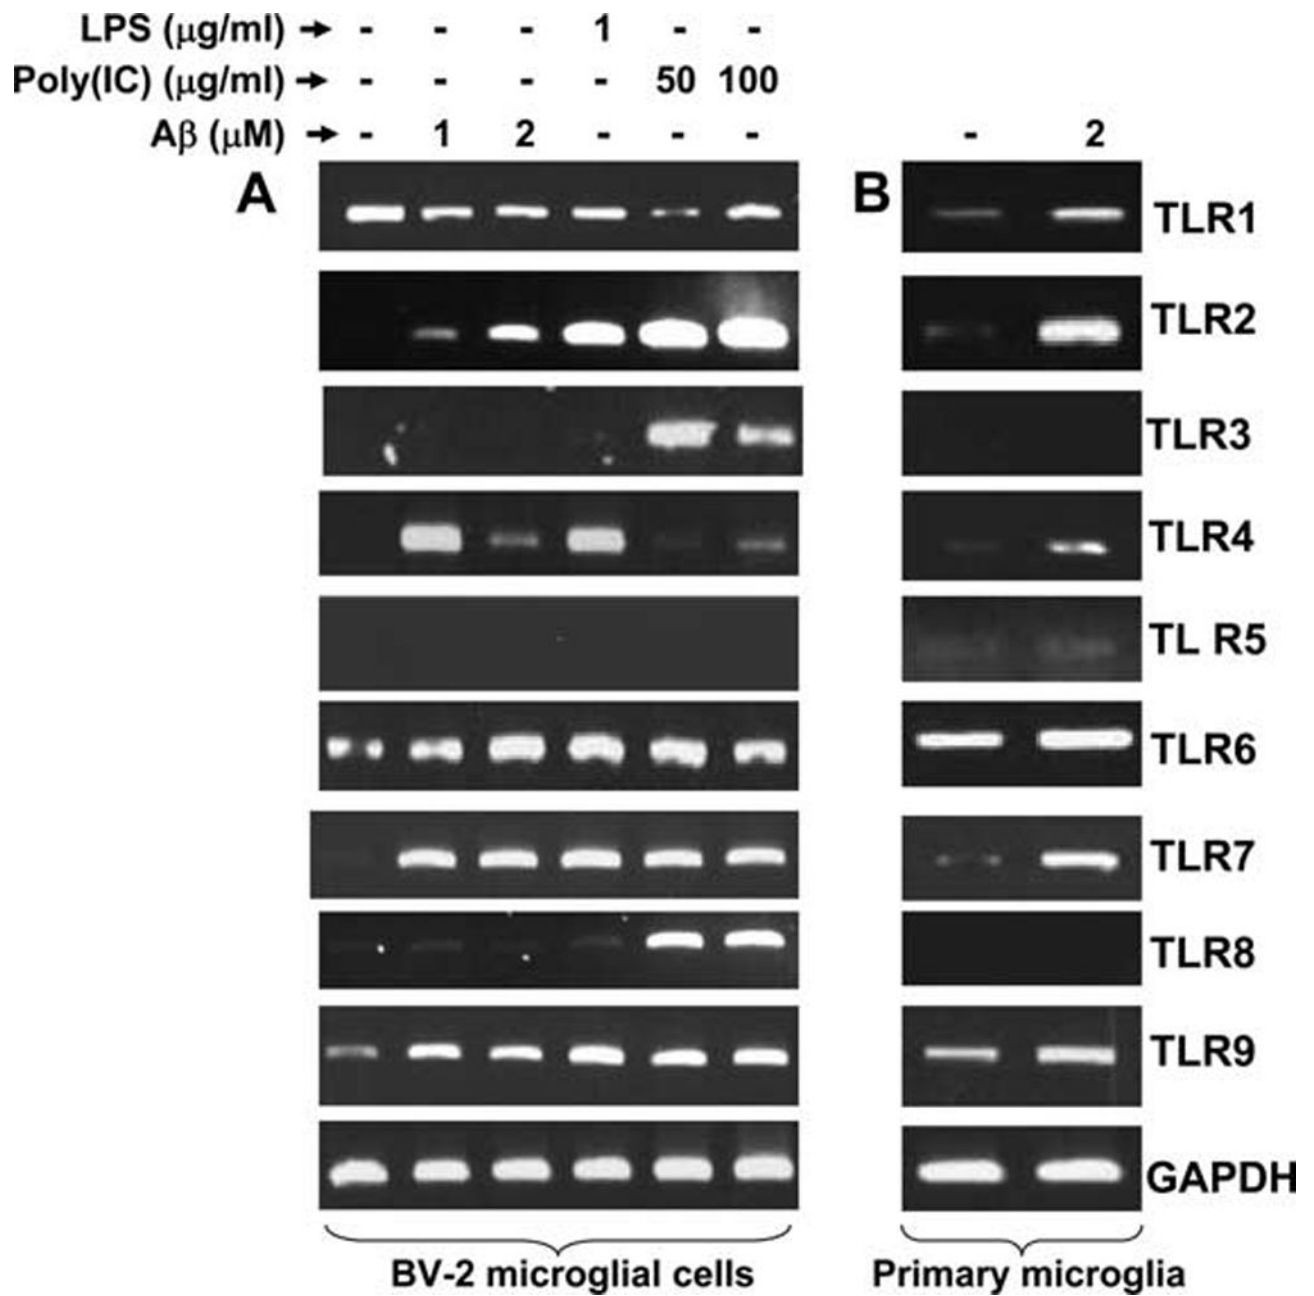 LPS (μg/ml) → - - - 1 - -
Poly(IC) (μg/ml) → - - - - 50 100
Aβ (μM) → - 1 2 - - - - 2
A B TLR1
TLR2
TLR3
TLR4
TL R5
TLR6
TLR7
TLR8
TLR9
GAPDH
BV-2 microglial cells Primary microglia